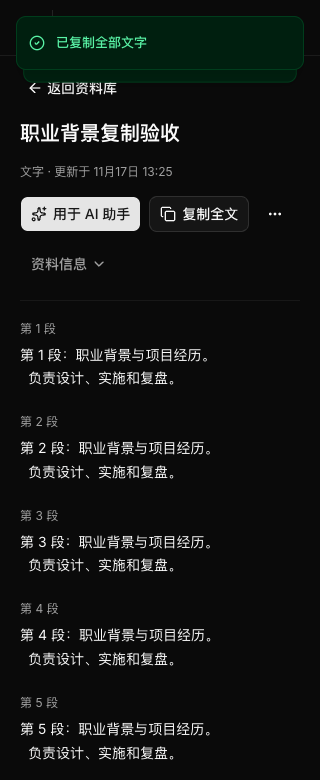 已复制全部文字
返回资料库
职业背景复制验收
文字 · 更新于 11月17日 13:25
用于 AI 助手
复制全文
资料信息
第 1 段
第 1 段：职业背景与项目经历。
负责设计、实施和复盘。
第 2 段
第 2 段：职业背景与项目经历。
负责设计、实施和复盘。
第 3 段
第 3 段：职业背景与项目经历。
负责设计、实施和复盘。
第 4 段
第 4 段：职业背景与项目经历。
负责设计、实施和复盘。
第 5 段
第 5 段：职业背景与项目经历。
负责设计、实施和复盘。